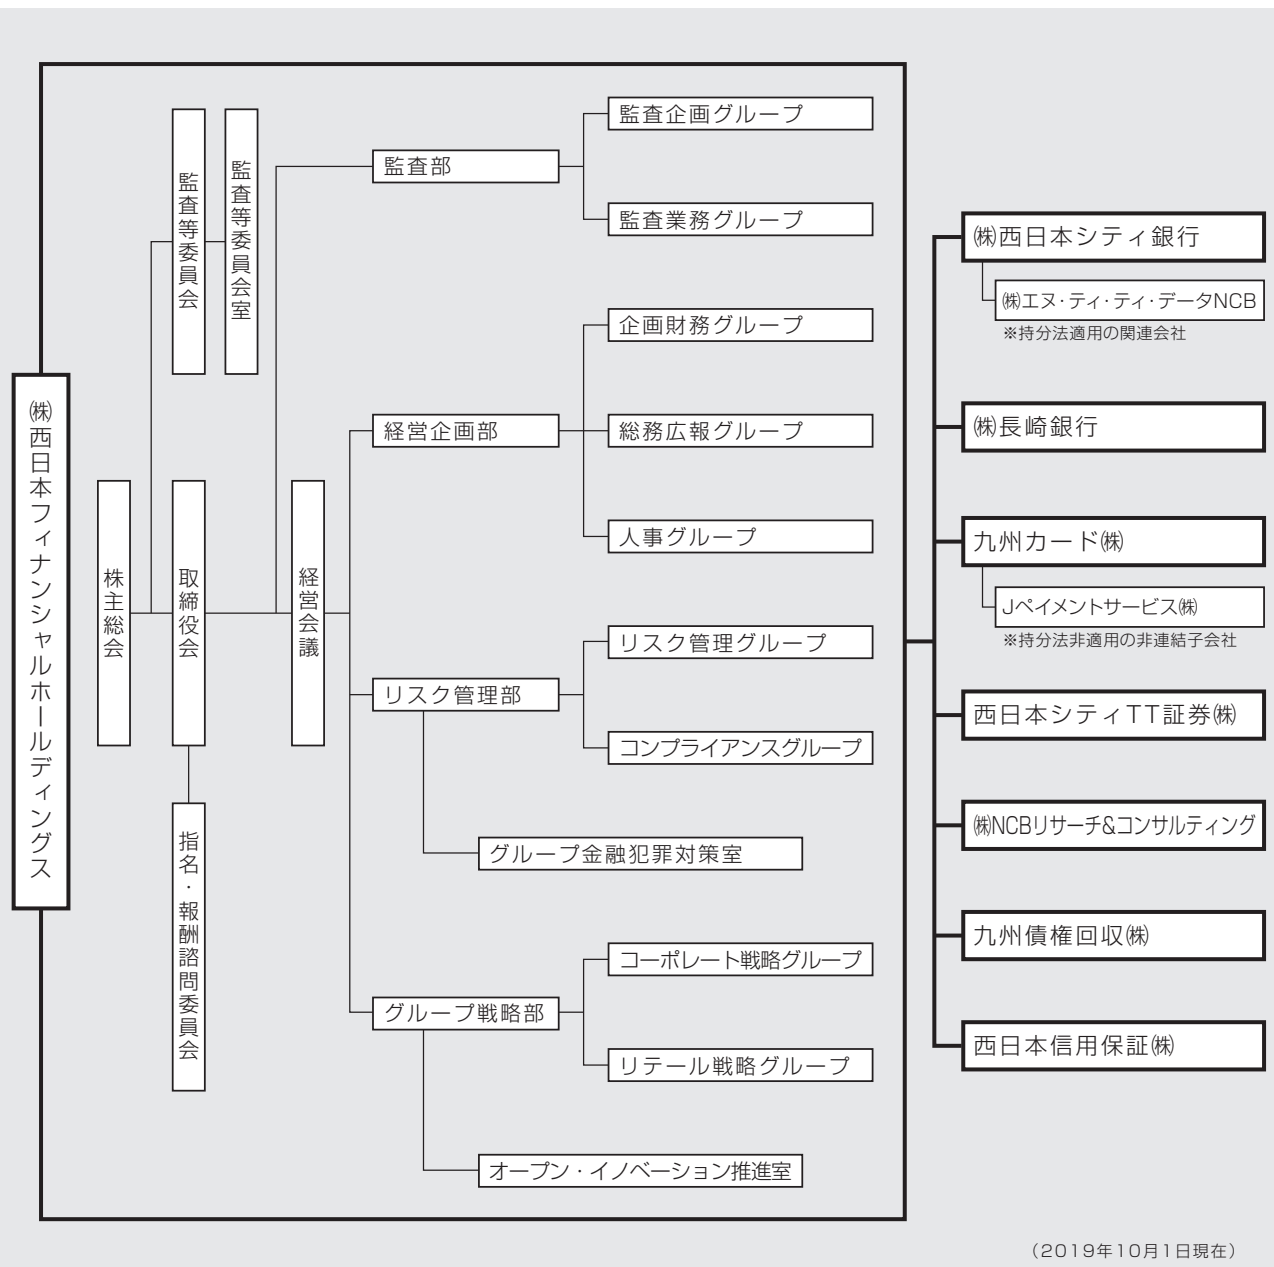 ㈱西日本フィナンシャルホールディングス
株主総会
監査等委員会
監査等委員会室
取締役会
指名・報酬諮問委員会
経営会議
監査部
監査企画グループ
監査業務グループ
経営企画部
企画財務グループ
総務広報グループ
人事グループ
リスク管理部
リスク管理グループ
コンプライアンスグループ
グループ金融犯罪対策室
グループ戦略部
コーポレート戦略グループ
リテール戦略グループ
オープン・イノベーション推進室
㈱西日本シティ銀行
㈱エヌ・ティ・ティ・データNCB
※持分法適用の関連会社
㈱長崎銀行
九州カード㈱
Jペイメントサービス㈱
※持分法非適用の非連結子会社
西日本シティTT証券㈱
㈱NCBリサーチ&コンサルティング
九州債権回収㈱
西日本信用保証㈱
（2019年10月1日現在）